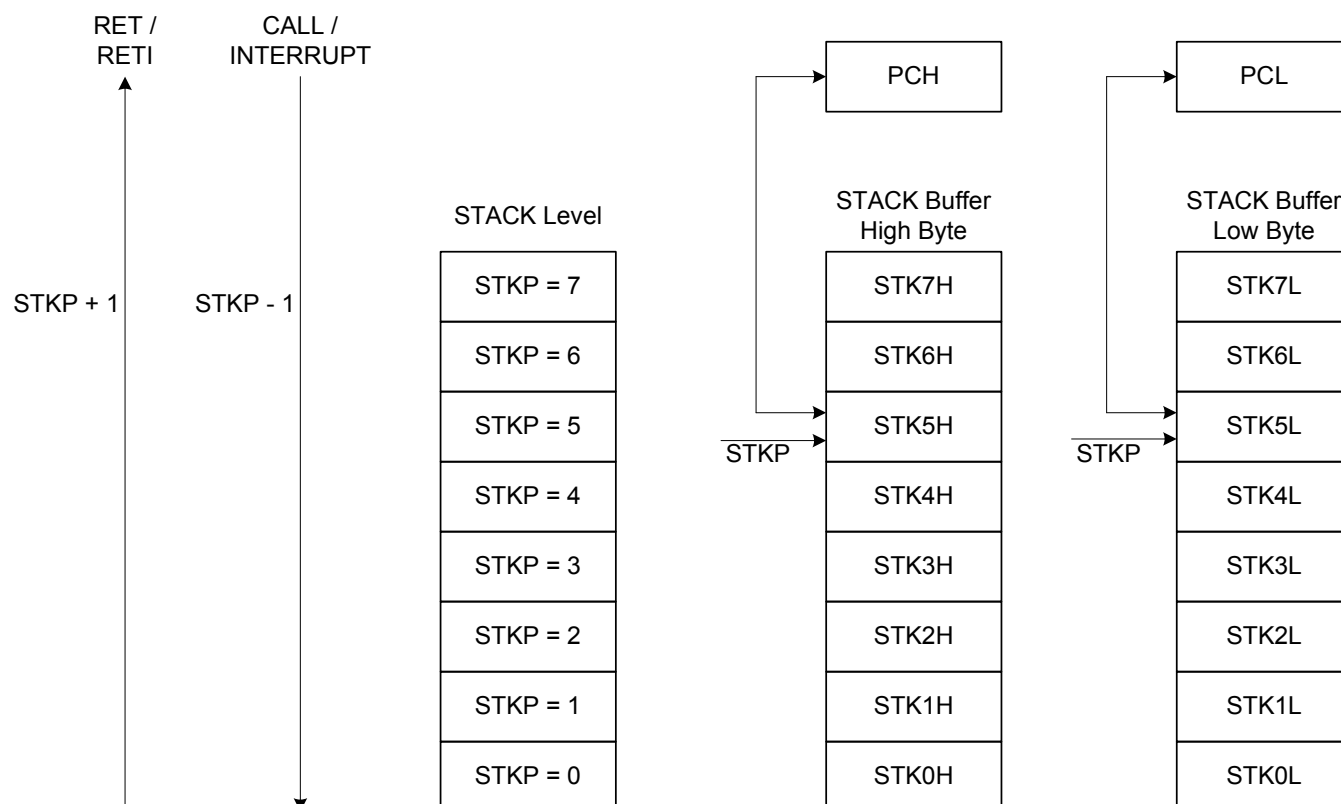 RET /
RETI
CALL /
INTERRUPT
PCH
PCL
STACK Level
STACK Buffer
High Byte
STACK Buffer
Low Byte
STKP + 1
STKP - 1
STKP = 7
STK7H
STK7L
STKP = 6
STK6H
STK6L
STKP = 5
STK5H
STK5L
STKP
STKP
STKP = 4
STK4H
STK4L
STKP = 3
STK3H
STK3L
STKP = 2
STK2H
STK2L
STKP = 1
STK1H
STK1L
STKP = 0
STK0H
STK0L